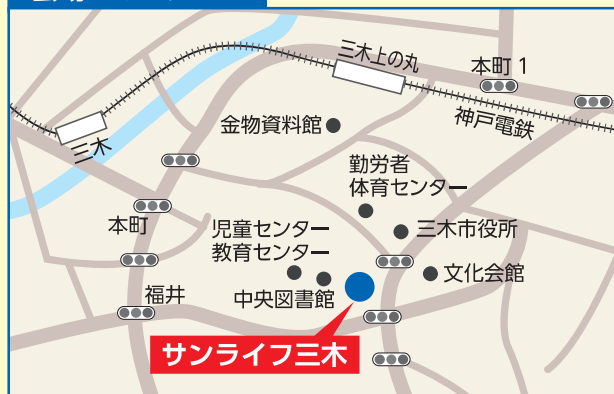 三木上の丸
本町 1
神戸電鉄
三木
金物資料館
勤労者
体育センター
本町
児童センター
教育センター
三木市役所
文化会館
福井
中央図書館
サンライフ三木